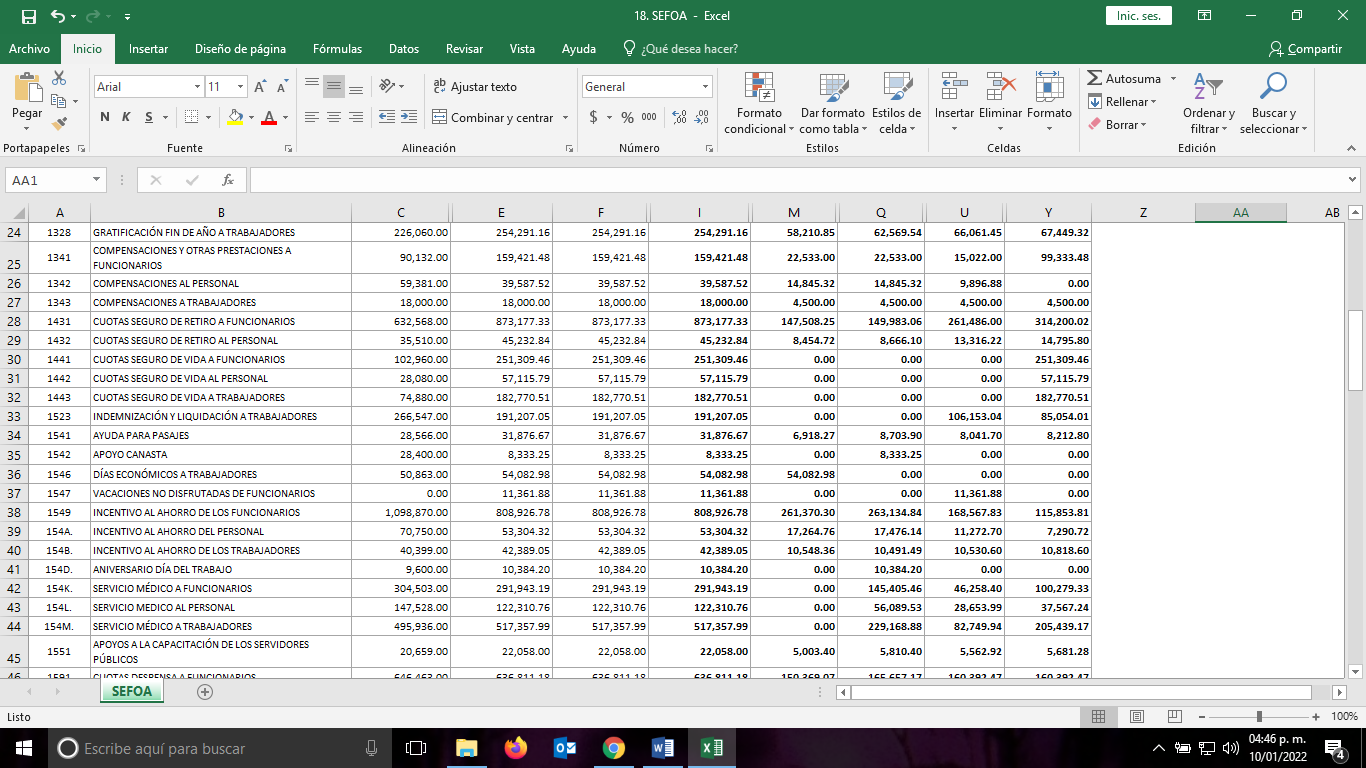 18. SEFOA - Excel
Inic. ses.
Archivo Inicio Insertar Diseño de página Fórmulas Datos Revisar Vista Ayuda ¿Qué desea hacer? Compartir
Pegar
Portapapeles
Arial 11
N K S
Fuente
Ajustar texto
Combinar y centrar
Alineación
General
$ % 000
Número
Formato condicional
Dar formato como tabla
Estilos de celda
Estilos
Insertar Eliminar Formato
Celdas
Autosuma
Rellenar
Borrar
Ordenar y filtrar
Buscar y seleccionar
Edición
AA1 fx
A B C E F I M Q U Y Z AA AB
24 1328 GRATIFICACIÓN FIN DE AÑO A TRABAJADORES 226,060.00 254,291.16 254,291.16 254,291.16 58,210.85 62,569.54 66,061.45 67,449.32
25 1341 COMPENSACIONES Y OTRAS PRESTACIONES A FUNCIONARIOS 90,132.00 159,421.48 159,421.48 159,421.48 22,533.00 22,533.00 15,022.00 99,333.48
26 1342 COMPENSACIONES AL PERSONAL 59,381.00 39,587.52 39,587.52 39,587.52 14,845.32 14,845.32 9,896.88 0.00
27 1343 COMPENSACIONES A TRABAJADORES 18,000.00 18,000.00 18,000.00 18,000.00 4,500.00 4,500.00 4,500.00 4,500.00
28 1431 CUOTAS SEGURO DE RETIRO A FUNCIONARIOS 632,568.00 873,177.33 873,177.33 873,177.33 147,508.25 149,983.06 261,486.00 314,200.02
29 1432 CUOTAS SEGURO DE RETIRO AL PERSONAL 35,510.00 45,232.84 45,232.84 45,232.84 8,454.72 8,666.10 13,316.22 14,795.80
30 1441 CUOTAS SEGURO DE VIDA A FUNCIONARIOS 102,960.00 251,309.46 251,309.46 251,309.46 0.00 0.00 0.00 251,309.46
31 1442 CUOTAS SEGURO DE VIDA AL PERSONAL 28,080.00 57,115.79 57,115.79 57,115.79 0.00 0.00 0.00 57,115.79
32 1443 CUOTAS SEGURO DE VIDA A TRABAJADORES 74,880.00 182,770.51 182,770.51 182,770.51 0.00 0.00 0.00 182,770.51
33 1523 INDEMNIZACIÓN Y LIQUIDACIÓN A TRABAJADORES 266,547.00 191,207.05 191,207.05 191,207.05 0.00 0.00 106,153.04 85,054.01
34 1541 AYUDA PARA PASAJES 28,566.00 31,876.67 31,876.67 31,876.67 6,918.27 8,703.90 8,041.70 8,212.80
35 1542 APOYO CANASTA 28,400.00 8,333.25 8,333.25 8,333.25 0.00 8,333.25 0.00 0.00
36 1546 DÍAS ECONÓMICOS A TRABAJADORES 50,863.00 54,082.98 54,082.98 54,082.98 54,082.98 0.00 0.00 0.00
37 1547 VACACIONES NO DISFRUTADAS DE FUNCIONARIOS 0.00 11,361.88 11,361.88 11,361.88 0.00 0.00 11,361.88 0.00
38 1549 INCENTIVO AL AHORRO DE LOS FUNCIONARIOS 1,098,870.00 808,926.78 808,926.78 808,926.78 261,370.30 263,134.84 168,567.83 115,853.81
39 154A. INCENTIVO AL AHORRO DEL PERSONAL 70,750.00 53,304.32 53,304.32 53,304.32 17,264.76 17,476.14 11,272.70 7,290.72
40 154B. INCENTIVO AL AHORRO DE LOS TRABAJADORES 40,399.00 42,389.05 42,389.05 42,389.05 10,548.36 10,491.49 10,530.60 10,818.60
41 154D. ANIVERSARIO DÍA DEL TRABAJO 9,600.00 10,384.20 10,384.20 10,384.20 0.00 10,384.20 0.00 0.00
42 154K. SERVICIO MÉDICO A FUNCIONARIOS 304,503.00 291,943.19 291,943.19 291,943.19 0.00 145,405.46 46,258.40 100,279.33
43 154L. SERVICIO MEDICO AL PERSONAL 147,528.00 122,310.76 122,310.76 122,310.76 0.00 56,089.53 28,653.99 37,567.24
44 154M. SERVICIO MÉDICO A TRABAJADORES 495,936.00 517,357.99 517,357.99 517,357.99 0.00 229,168.88 82,749.94 205,439.17
45 1551 APOYOS A LA CAPACITACIÓN DE LOS SERVIDORES PÚBLICOS 20,659.00 22,058.00 22,058.00 22,058.00 5,003.40 5,810.40 5,562.92 5,681.28
46 1591 CUOTAS DESPENSA A FUNCIONARIOS 646,463.00 636,811.18 636,811.18 636,811.18 150,369.07 165,657.17 160,392.47 160,392.47
SEFOA
Listo 100%
Escribe aquí para buscar
04:46 p. m.
10/01/2022
4